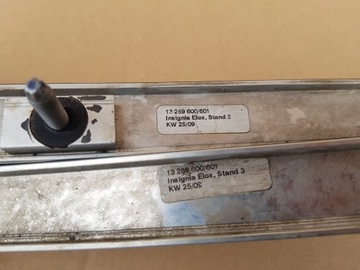 13 269 600/601
Insignia Elox, Stand 3
KW 25/09
13 269 600/601
Insignia Elox, Stand 3
KW 25/09